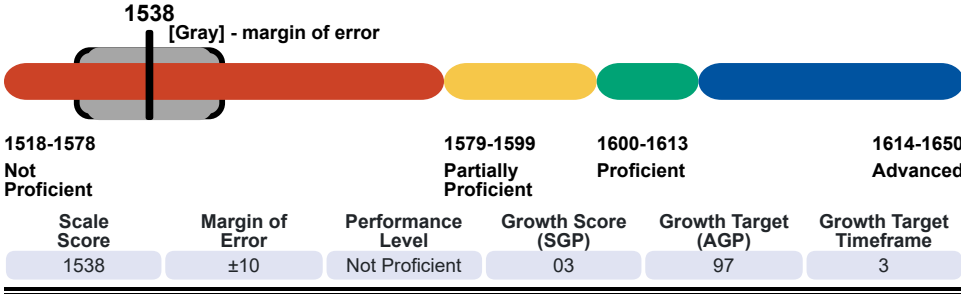 1538
[Gray] - margin of error
1518-1578 1579-1599 1600-1613 1614-1650
Not Partially Proficient Advanced
Proficient Proficient
Scale Margin of Performance Growth Score Growth Target Growth Target
Score Error Level (SGP) (AGP) Timeframe
1538 ±10 Not Proficient 03 97 3